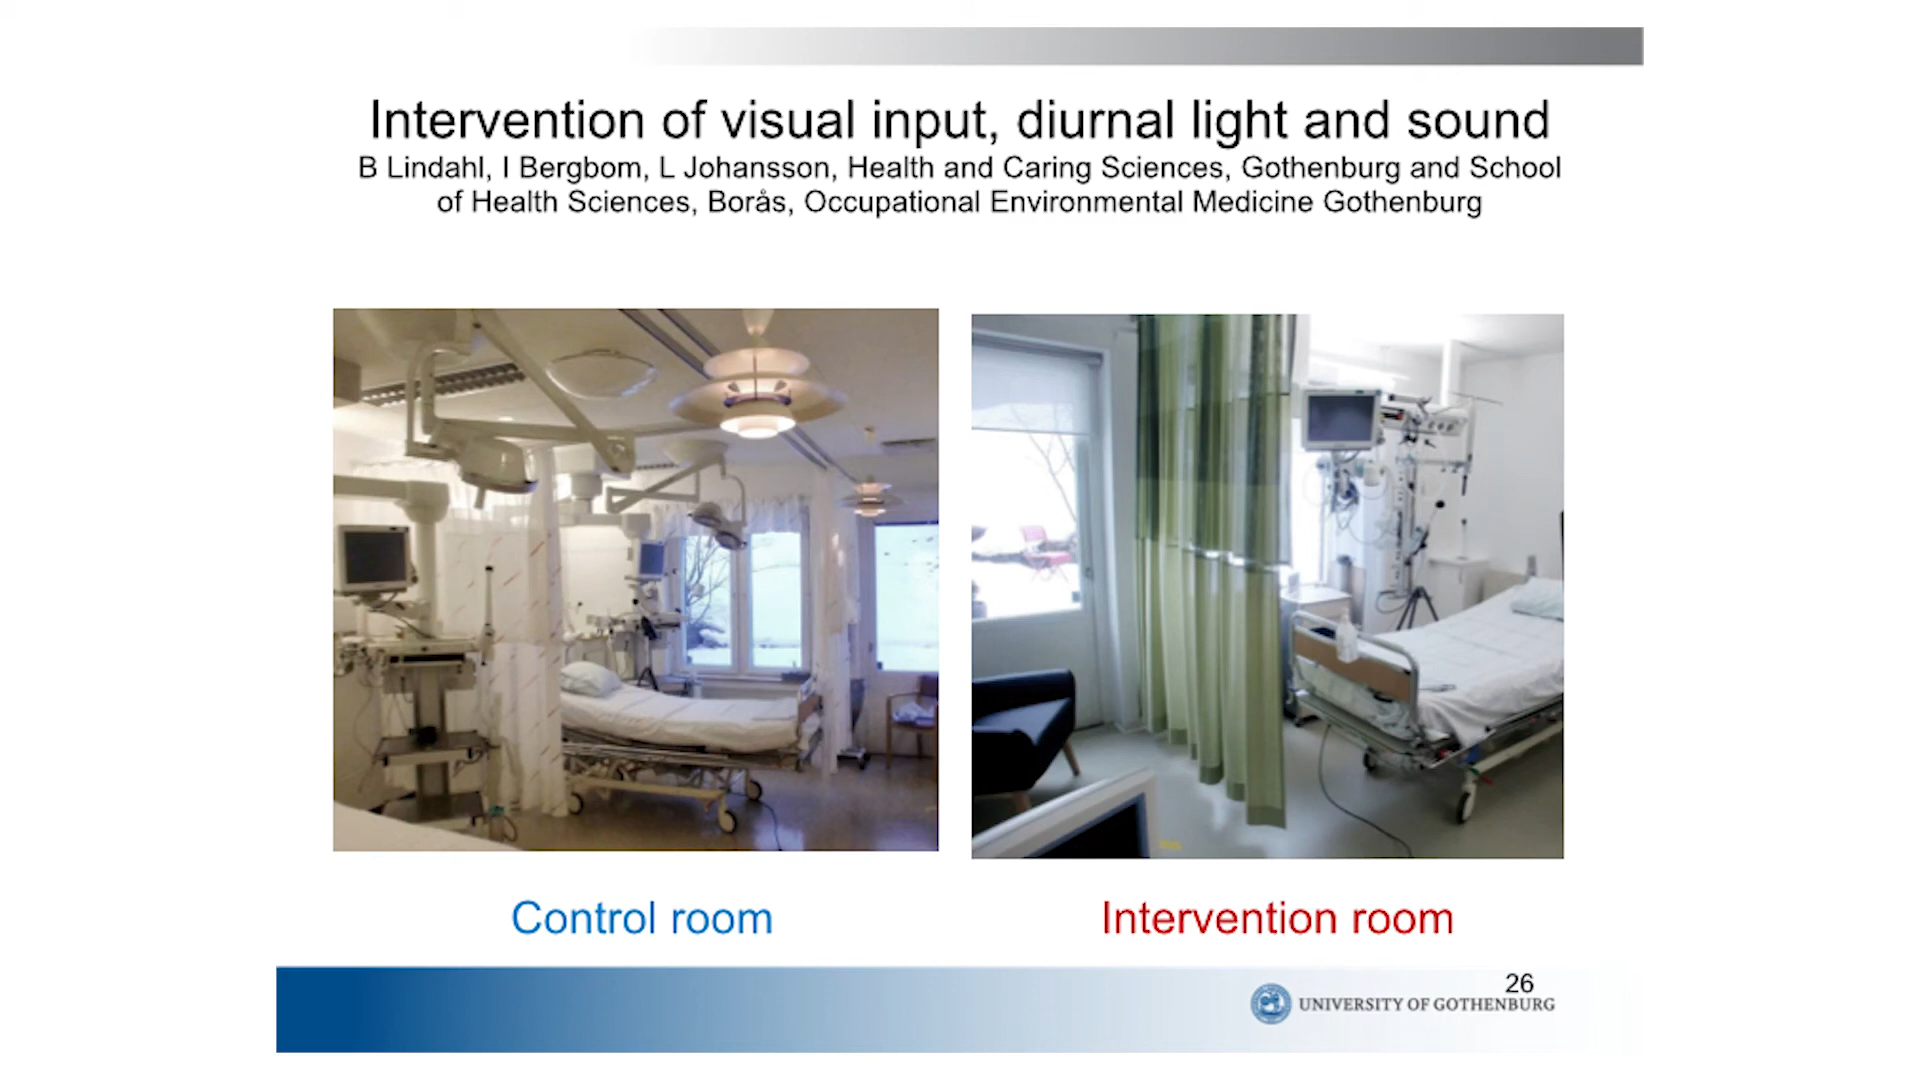 Intervention of visual input, diurnal light and sound
B Lindahl, I Bergbom, L Johansson, Health and Caring Sciences, Gothenburg and School
of Health Sciences, Borås, Occupational Environmental Medicine Gothenburg
Control room
Intervention room
26
UNIVERSITY OF GOTHENBURG